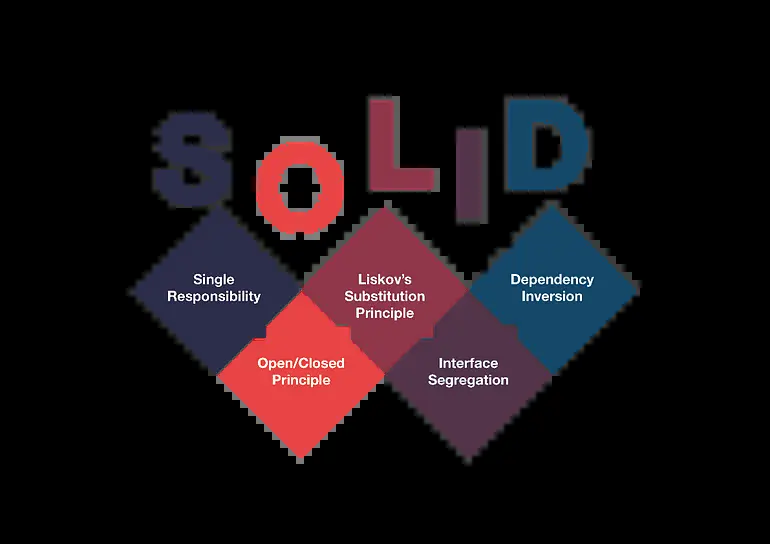 SOLID
Single
Responsibility
Open/Closed
Principle
Liskov’s
Substitution
Principle
Interface
Segregation
Dependency
Inversion